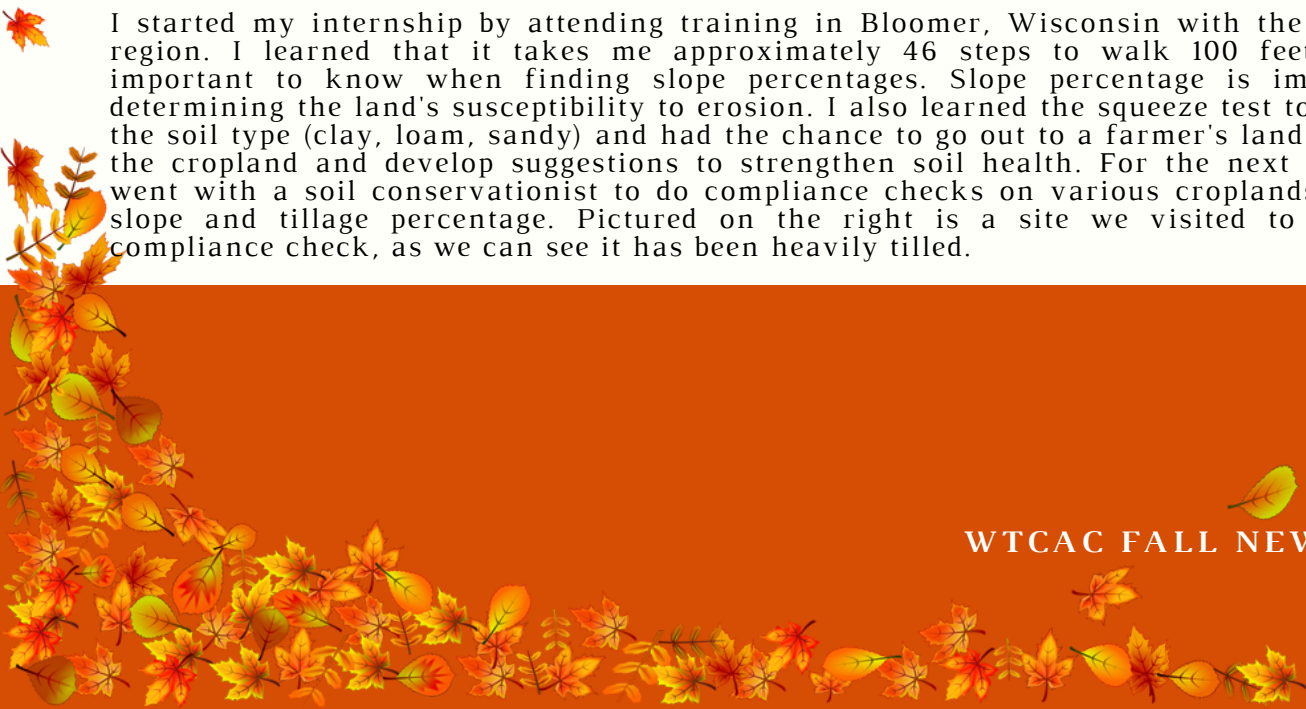 I started my internship by attending training in Bloomer, Wisconsin with the
region. I learned that it takes me approximately 46 steps to walk 100 feet
important to know when finding slope percentages. Slope percentage is im
determining the land's susceptibility to erosion. I also learned the squeeze test to
the soil type (clay, loam, sandy) and had the chance to go out to a farmer's land
the cropland and develop suggestions to strengthen soil health. For the next
went with a soil conservationist to do compliance checks on various croplands
slope and tillage percentage. Pictured on the right is a site we visited to
compliance check, as we can see it has been heavily tilled.
WTCAC FALL NEW